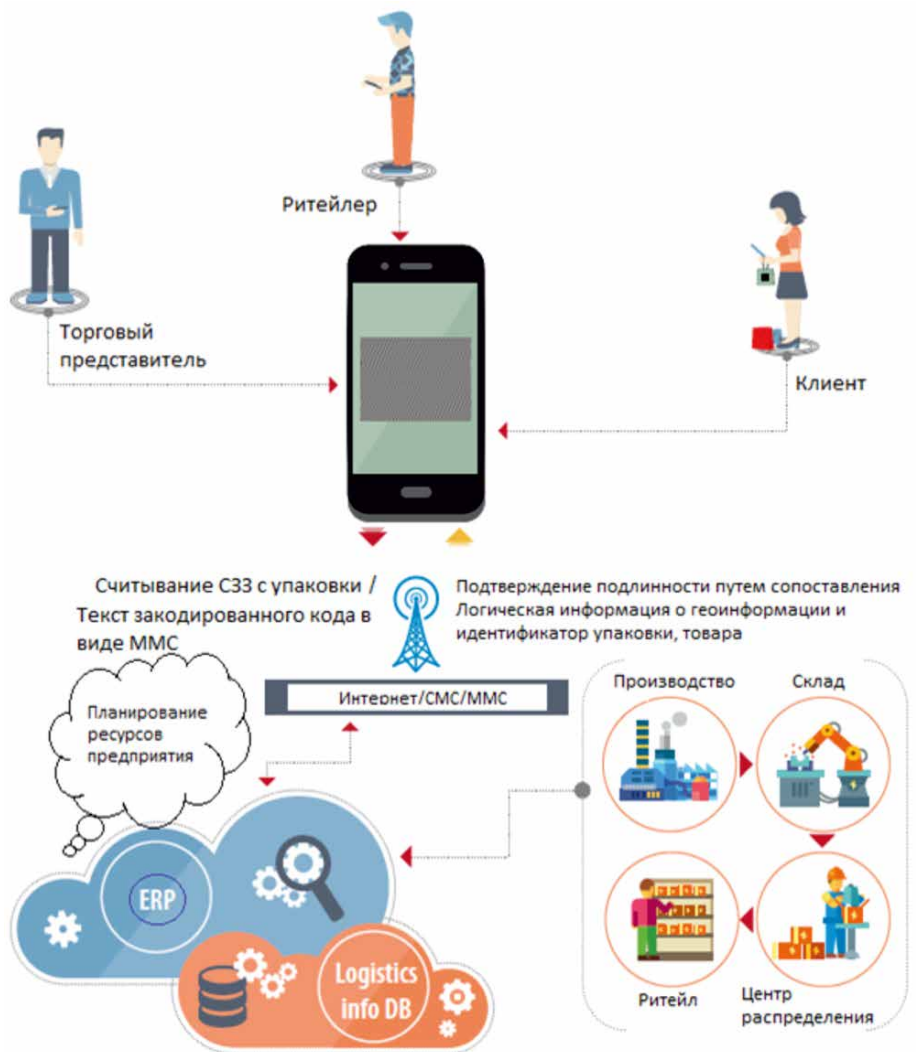 Ритейлер
Торговый
представитель
Клиент
Считывание СЗЗ с упаковки /
Текст закодированного кода в
виде ММС
Подтверждение подлинности путем сопоставления
Логическая информация о геоинформации и
идентификатор упаковки, товара
Интернет/СМС/ММС
Планирование
ресурсов
предприятия
Производство
Склад
ERP
Logistics
info DB
Ритейл
Центр
распределения